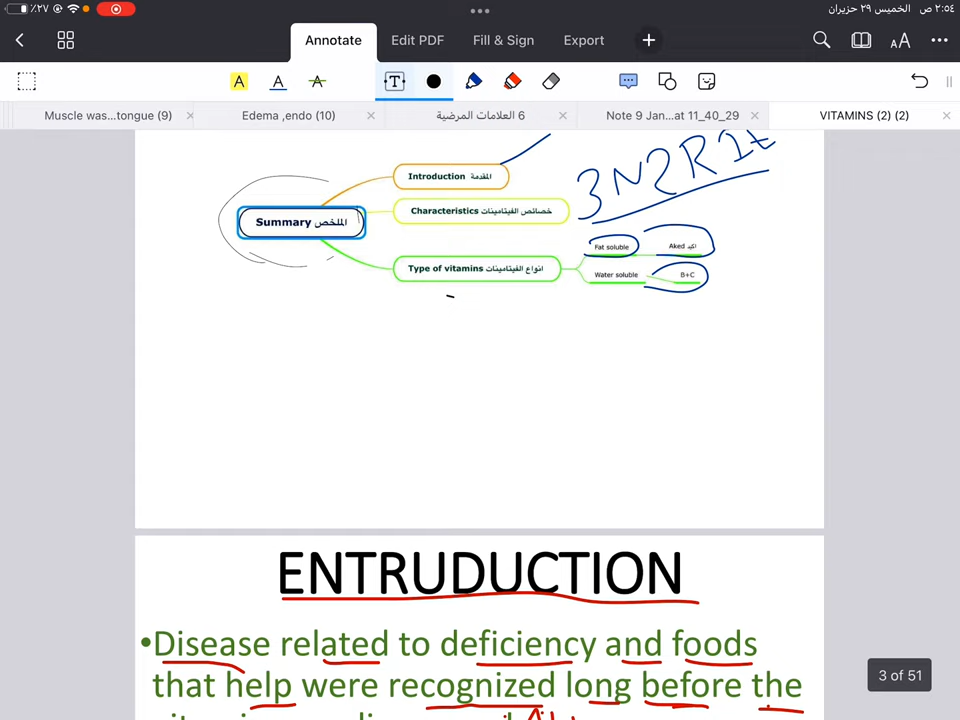 ٢:٥٤ ص الخميس ٢٩ حزيران
٪٢٧
Annotate Edit PDF Fill & Sign Export
Muscle was...tongue (9) Edema ,endo (10) 6 العلامات المرضية Note 9 Jan...at 11_40_29 VITAMINS (2) (2)
3N2R1t
Introduction المقدمة
Characteristics خصائص الفيتامينات
Summary الملخص
Fat soluble Aked اكيد
Type of vitamins انواع الفيتامينات
Water soluble B+C
ENTRUDUCTION
•Disease related to deficiency and foods
that help were recognized long before the
3 of 51